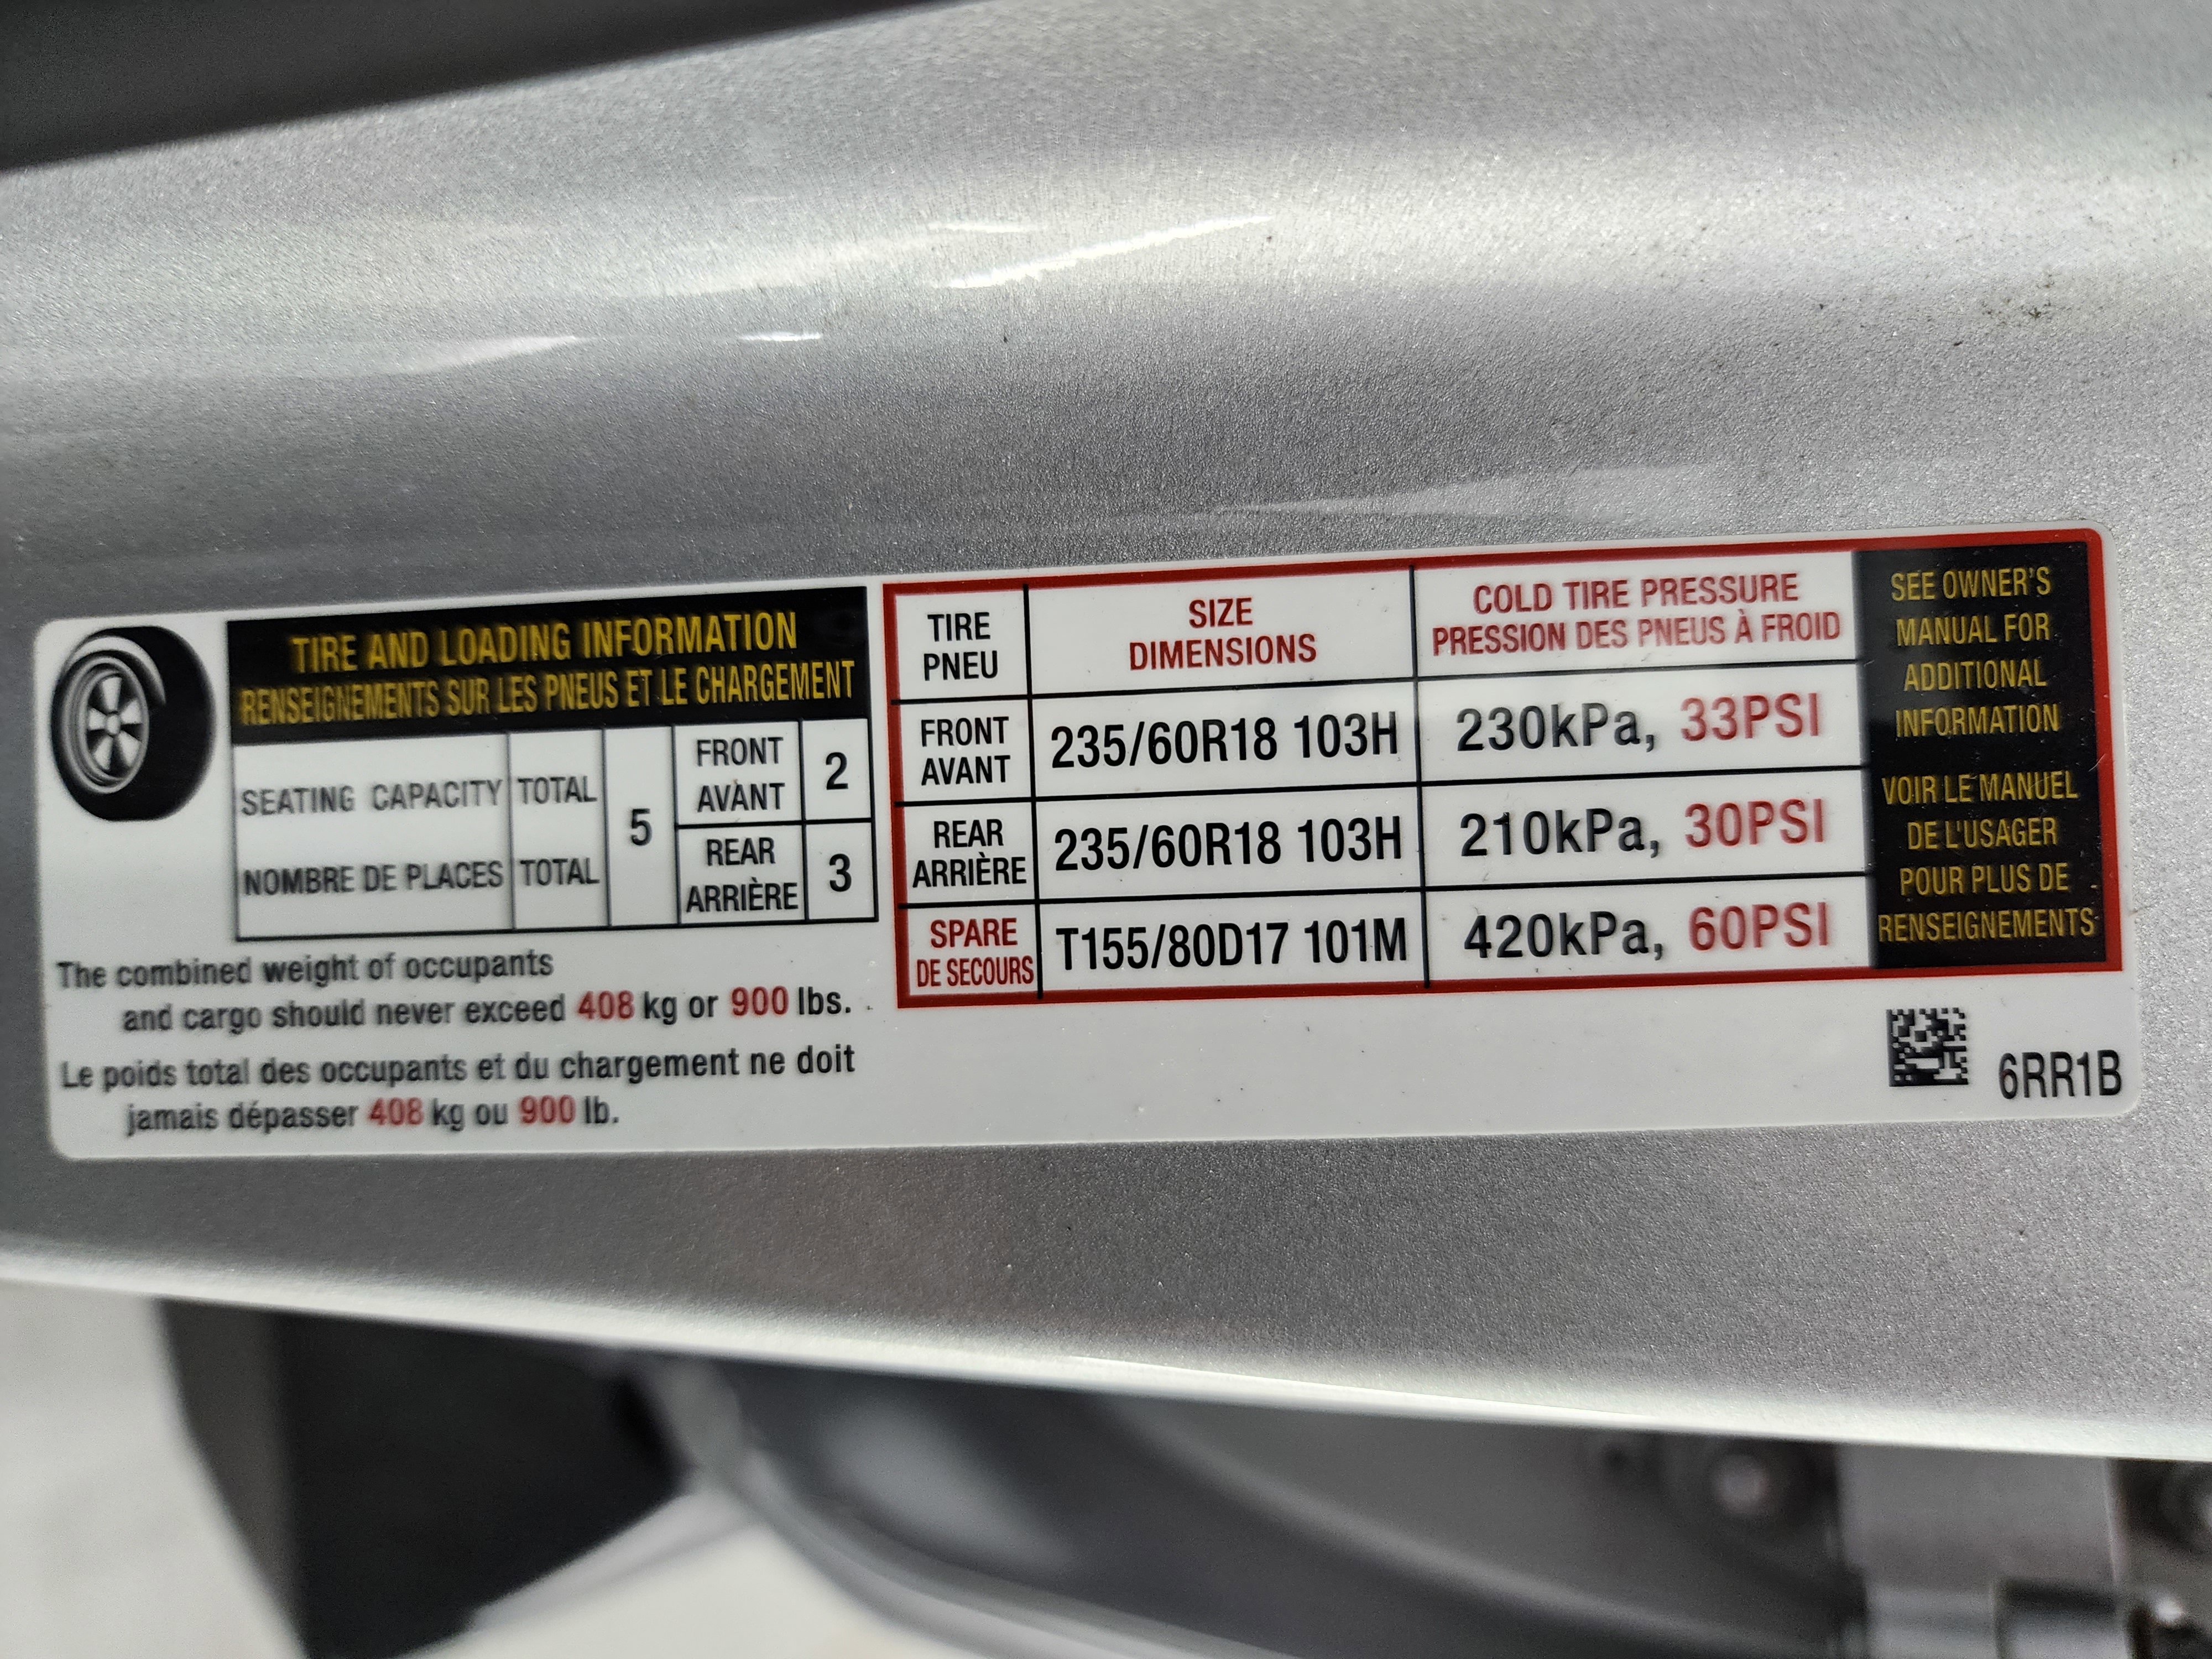 TIRE AND LOADING INFORMATION
RENSEIGNEMENTS SUR LES PNEUS ET LE CHARGEMENT
SEATING CAPACITY TOTAL
NOMBRE DE PLACES TOTAL
5
FRONT
AVANT
2
REAR
ARRIÈRE
3
The combined weight of occupants
and cargo should never exceed 408 kg or 900 lbs.
Le poids total des occupants et du chargement ne doit
jamais dépasser 408 kg ou 900 lb.
TIRE
PNEU
SIZE
DIMENSIONS
COLD TIRE PRESSURE
PRESSION DES PNEUS À FROID
FRONT
AVANT
235/60R18 103H
230kPa, 33PSI
REAR
ARRIÈRE
235/60R18 103H
210kPa, 30PSI
SPARE
DE SECOURS
T155/80D17 101M
420kPa, 60PSI
SEE OWNER'S
MANUAL FOR
ADDITIONAL
INFORMATION
VOIR LE MANUEL
DE L'USAGER
POUR PLUS DE
RENSEIGNEMENTS
6RR1B